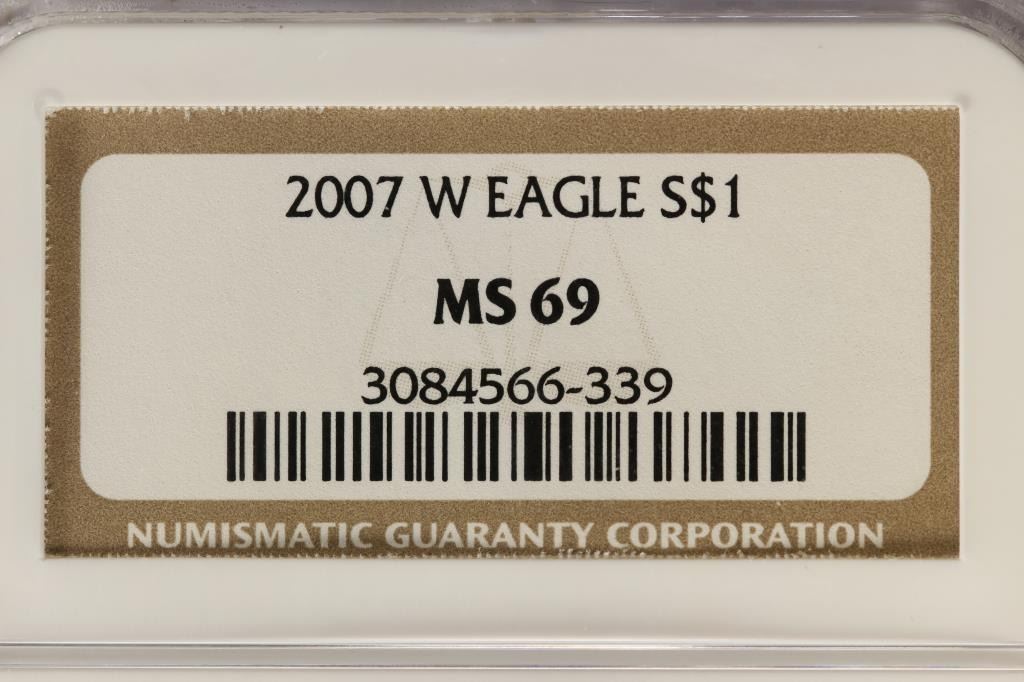 2007 W EAGLE S$1
MS 69
3084566-339
NUMISMATIC GUARANTY CORPORATION